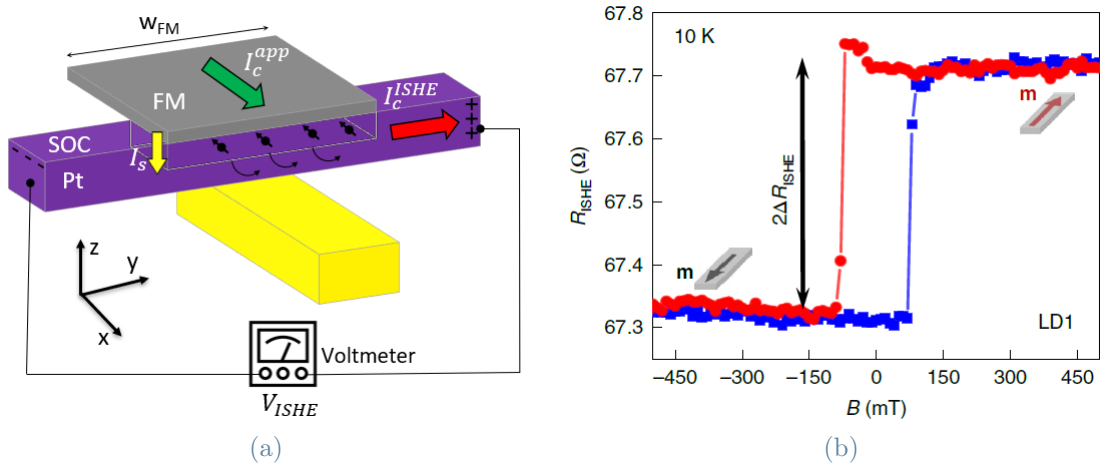 w_FM
I_c^app
FM
I_c^ISHE
+
+
+
SOC
- - -
I_s
Pt
z
y
x
Voltmeter
V_ISHE
(a)
b
67.8
67.7
67.6
67.5
67.4
67.3
R_ISHE (Ω)
10 K
2ΔR_ISHE
m
m
LD1
−450 −300 −150 0 150 300 450
B (mT)
(b)